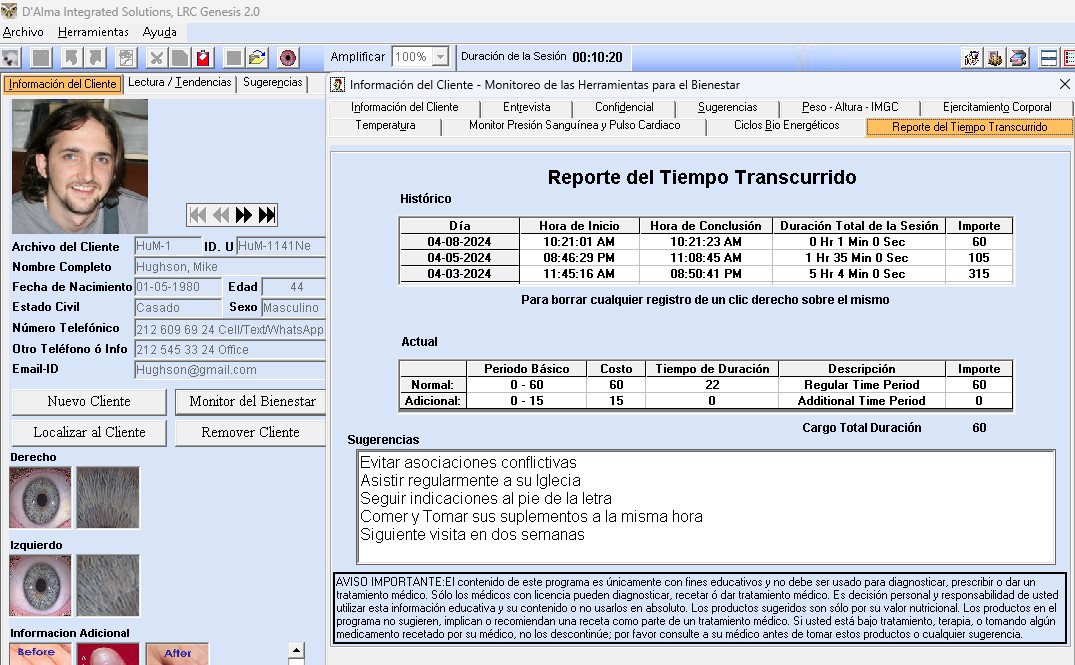 D'Alma Integrated Solutions, LRC Genesis 2.0
Archivo Herramientas Ayuda
Amplificar 100% Duración de la Sesión 00:10:20
Información del Cliente Lectura / Tendencias Sugerencias
Archivo del Cliente HuM-1 ID. U HuM-1141Ne
Nombre Completo Hughson, Mike
Fecha de Nacimiento 01-05-1980 Edad 44
Estado Civil Casado Sexo Masculino
Número Telefónico 212 609 69 24 Cell/Text/WhatsApp
Otro Teléfono ó Info 212 545 33 24 Office
Email-ID Hughson@gmail.com
Nuevo Cliente Monitor del Bienestar
Localizar al Cliente Remover Cliente
Derecho
Izquierdo
Informacion Adicional
Before After
Información del Cliente - Monitoreo de las Herramientas para el Bienestar
Información del Cliente Entrevista Confidencial Sugerencias Peso - Altura - IMGC Ejercitamiento Corporal
Temperatura Monitor Presión Sanguínea y Pulso Cardiaco Ciclos Bio Energéticos Reporte del Tiempo Transcurrido
Reporte del Tiempo Transcurrido
Histórico
Día Hora de Inicio Hora de Conclusión Duración Total de la Sesión Importe
04-08-2024 10:21:01 AM 10:21:23 AM 0 Hr 1 Min 0 Sec 60
04-05-2024 08:46:29 PM 11:08:45 AM 1 Hr 35 Min 0 Sec 105
04-03-2024 11:45:16 AM 08:50:41 PM 5 Hr 4 Min 0 Sec 315
Para borrar cualquier registro de un clic derecho sobre el mismo
Actual
Periodo Básico Costo Tiempo de Duración Descripción Importe
Normal: 0 - 60 60 22 Regular Time Period 60
Adicional: 0 - 15 15 0 Additional Time Period 0
Cargo Total Duración 60
Sugerencias
Evitar asociaciones conflictivas
Asistir regularmente a su Iglecia
Seguir indicaciones al pie de la letra
Comer y Tomar sus suplementos a la misma hora
Siguiente visita en dos semanas
AVISO IMPORTANTE:El contenido de este programa es únicamente con fines educativos y no debe ser usado para diagnosticar, prescribir o dar un
tratamiento médico. Sólo los médicos con licencia pueden diagnosticar, recetar ó dar tratamiento médico. Es decisión personal y responsabilidad de usted
utilizar esta información educativa y su contenido o no usarlos en absoluto. Los productos sugeridos son sólo por su valor nutricional. Los productos en el
programa no sugieren, implican o recomiendan una receta como parte de un tratamiento médico. Si usted está bajo tratamiento, terapia, o tomando algún
medicamento recetado por su médico, no los descontinúe; por favor consulte a su médico antes de tomar estos productos o cualquier sugerencia.